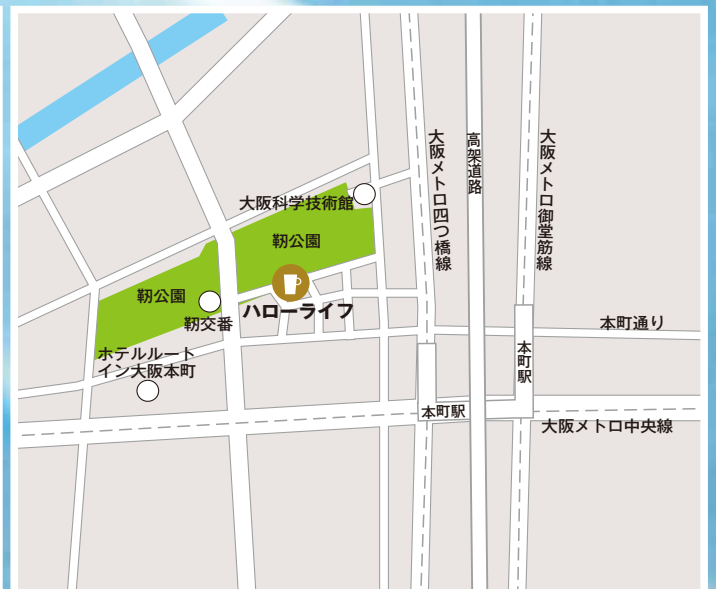 大阪メトロ四つ橋線
高架道路
大阪メトロ御堂筋線
大阪科学技術館
靭公園
靭公園
ハローライフ
靭交番
本町通り
本町駅
ホテルルート
イン大阪本町
本町駅
大阪メトロ中央線